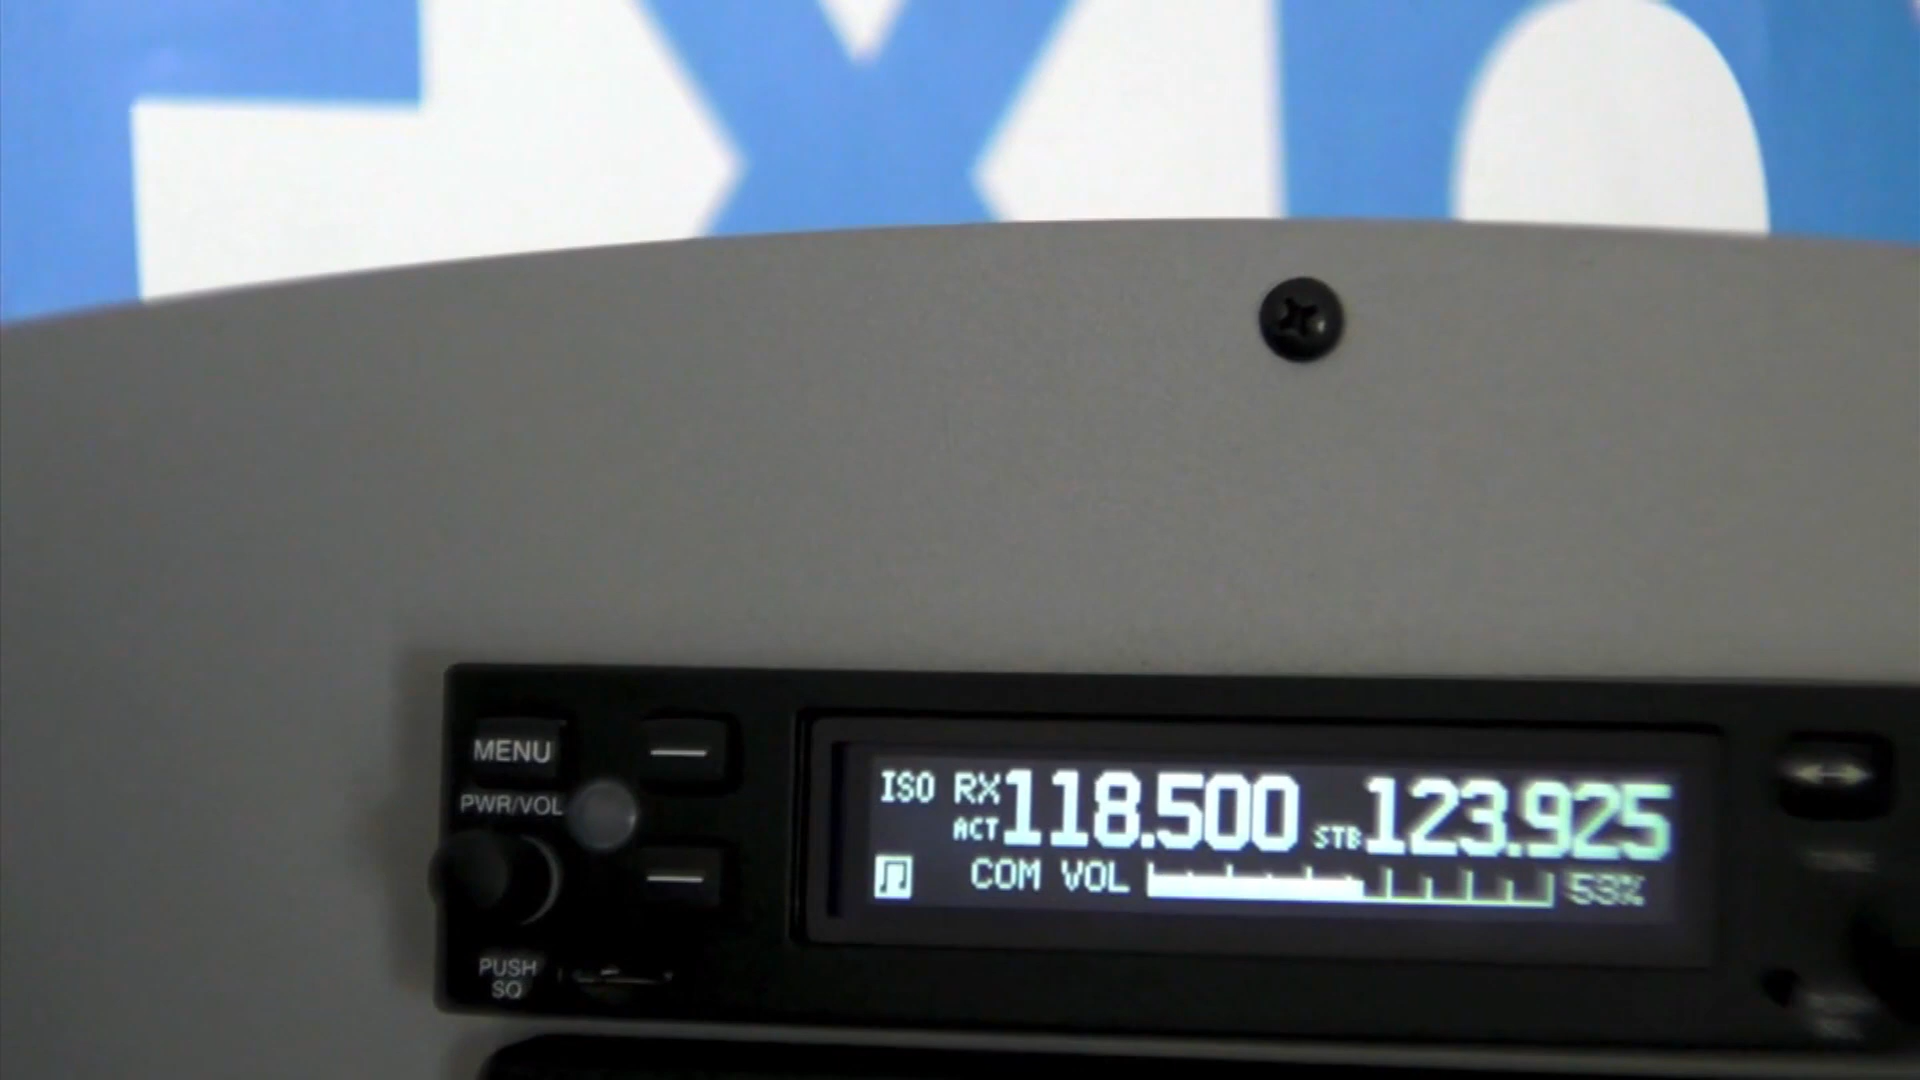 MENU
PWR/VOL
PUSH
SQ
ISO RX 118.500 123.925
ACT STB
COM VOL 53%